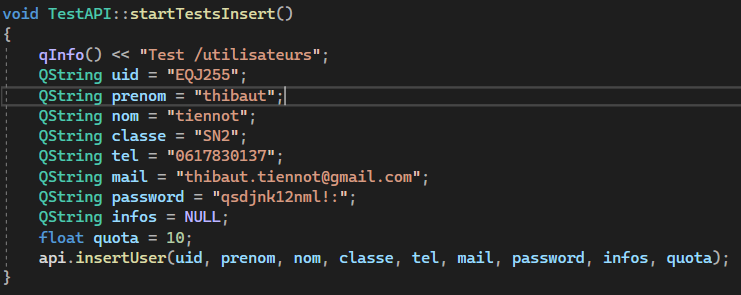 void TestAPI::startTestsInsert()
{
qInfo() << "Test /utilisateurs";
QString uid = "EQJ255";
QString prenom = "thibaut";
QString nom = "tiennot";
QString classe = "SN2";
QString tel = "0617830137";
QString mail = "thibaut.tiennot@gmail.com";
QString password = "qsdjnk12nml!:";
QString infos = NULL;
float quota = 10;
api.insertUser(uid, prenom, nom, classe, tel, mail, password, infos, quota);
}